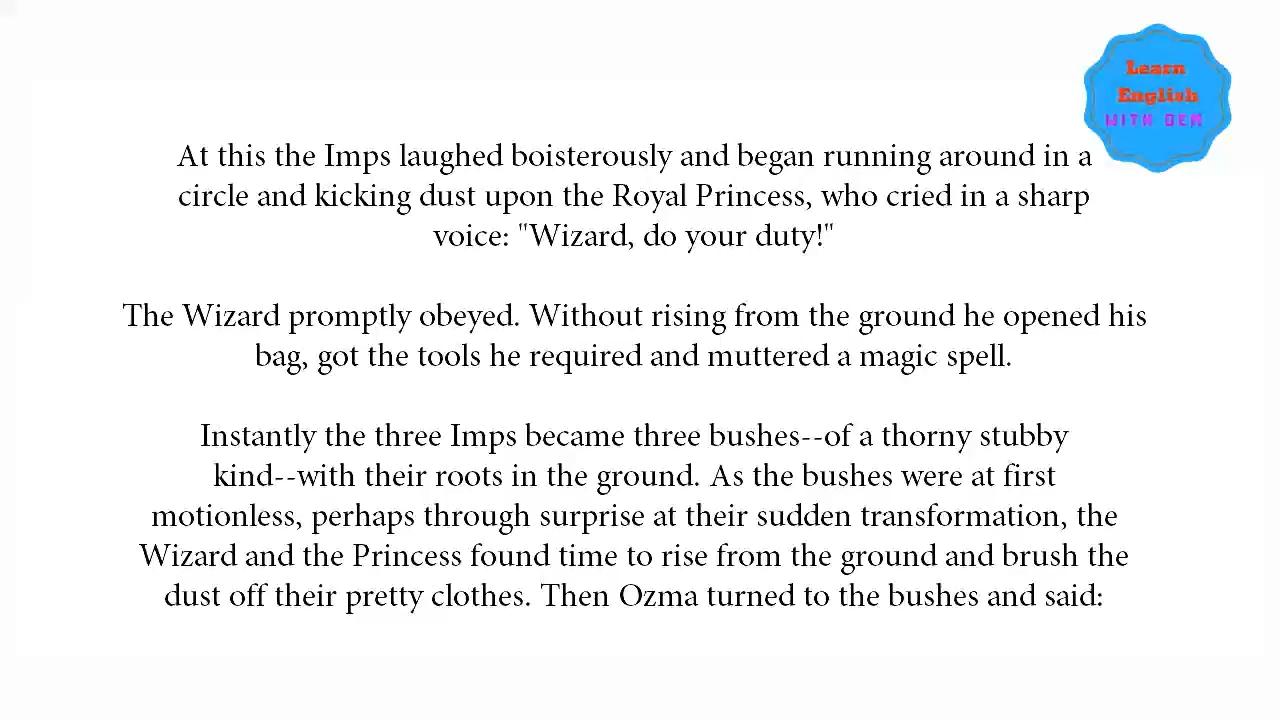 Learn
English
WITH DEM
At this the Imps laughed boisterously and began running around in a
circle and kicking dust upon the Royal Princess, who cried in a sharp
voice: "Wizard, do your duty!"
The Wizard promptly obeyed. Without rising from the ground he opened his
bag, got the tools he required and muttered a magic spell.
Instantly the three Imps became three bushes--of a thorny stubby
kind--with their roots in the ground. As the bushes were at first
motionless, perhaps through surprise at their sudden transformation, the
Wizard and the Princess found time to rise from the ground and brush the
dust off their pretty clothes. Then Ozma turned to the bushes and said: